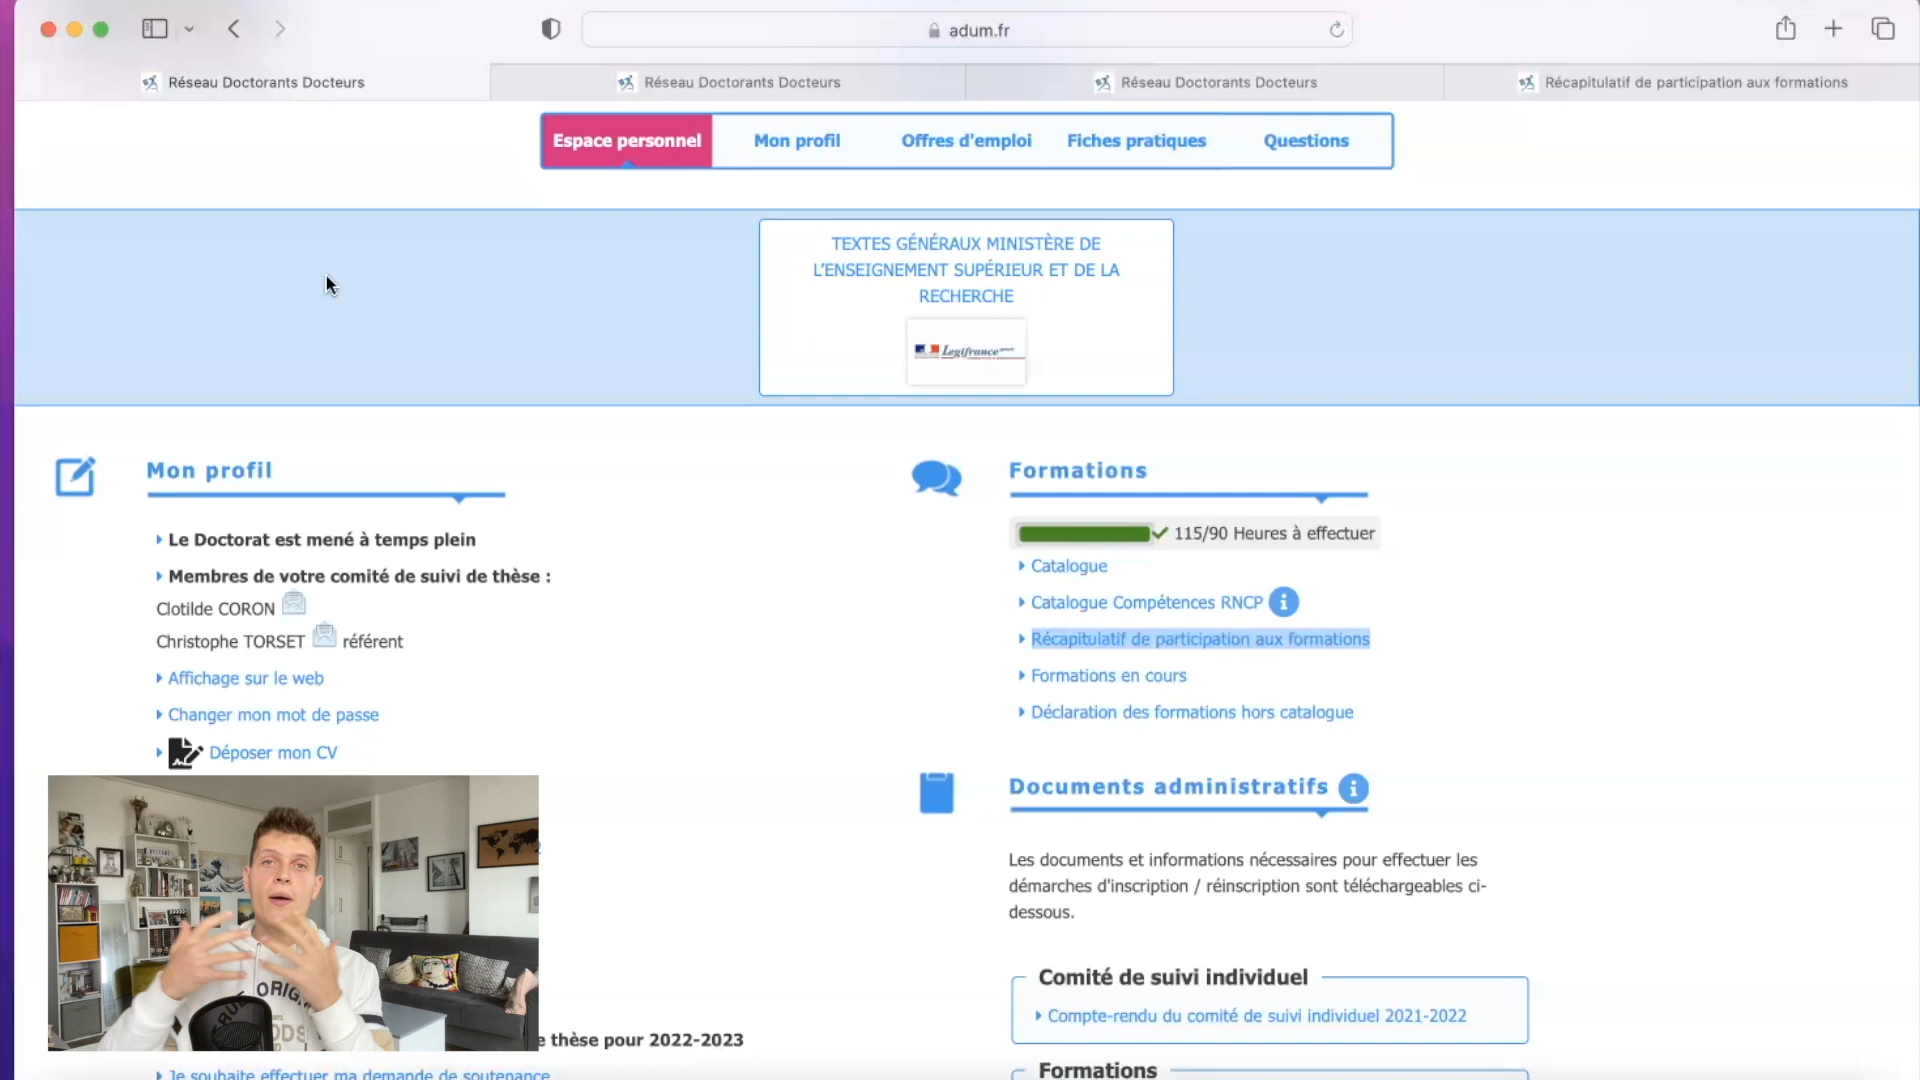 adum.fr
Réseau Doctorants Docteurs
Réseau Doctorants Docteurs
Réseau Doctorants Docteurs
Récapitulatif de participation aux formations
Espace personnel
Mon profil
Offres d'emploi
Fiches pratiques
Questions
TEXTES GÉNÉRAUX MINISTÈRE DE
L'ENSEIGNEMENT SUPÉRIEUR ET DE LA
RECHERCHE
Legifrance
Mon profil
Le Doctorat est mené à temps plein
Membres de votre comité de suivi de thèse :
Clotilde CORON
Christophe TORSET référent
Affichage sur le web
Changer mon mot de passe
Déposer mon CV
e thèse pour 2022-2023
Je souhaite effectuer ma demande de soutenance
Formations
115/90 Heures à effectuer
Catalogue
Catalogue Compétences RNCP
Récapitulatif de participation aux formations
Formations en cours
Déclaration des formations hors catalogue
Documents administratifs
Les documents et informations nécessaires pour effectuer les
démarches d'inscription / réinscription sont téléchargeables ci-
dessous.
Comité de suivi individuel
Compte-rendu du comité de suivi individuel 2021-2022
Formations